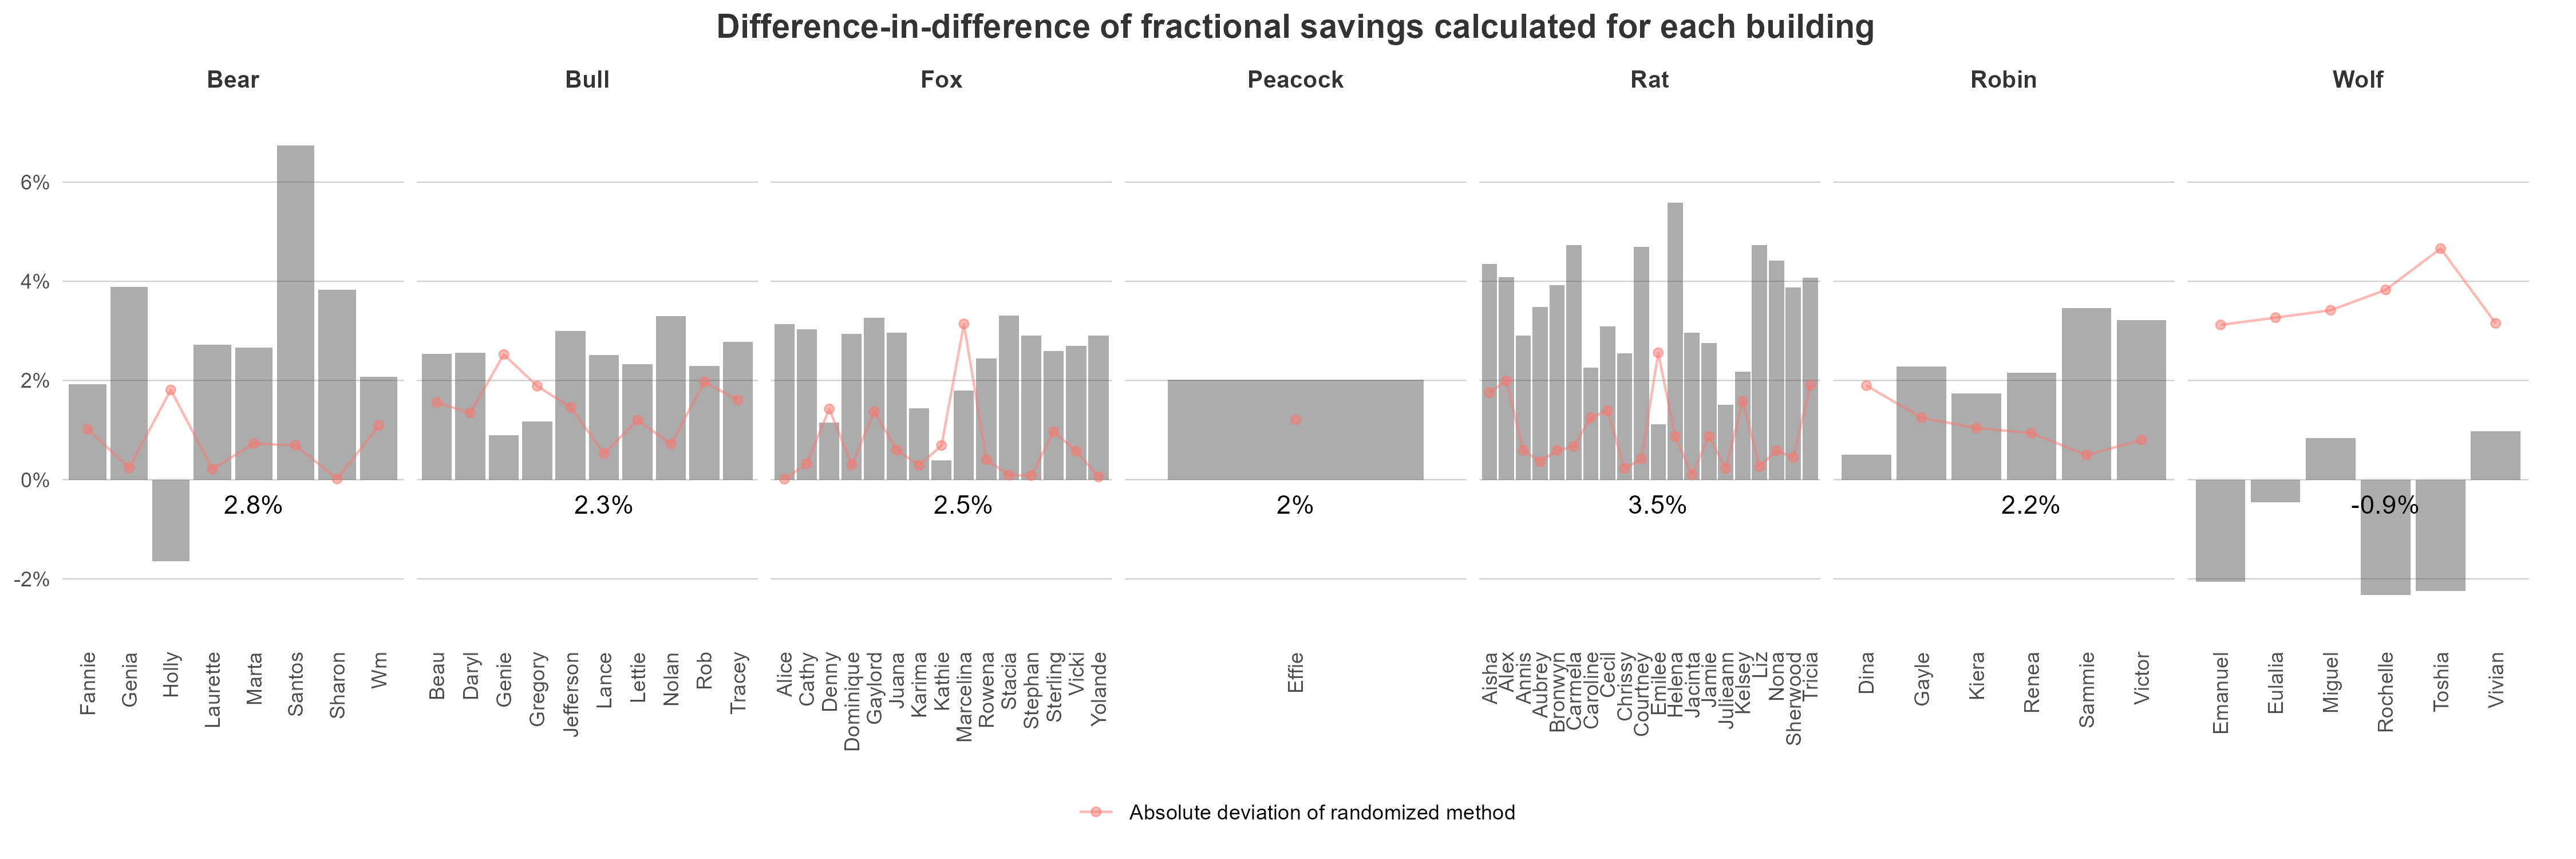 Difference-in-difference of fractional savings calculated for each building
Bear Bull Fox Peacock Rat Robin Wolf
6%
4%
2%
0%
-2%
2.8% 2.3% 2.5% 2% 3.5% 2.2% -0.9%
Fannie Genia Holly Laurette Marta Santos Sharon Wm
Beau Daryl Genie Gregory Jefferson Lance Lettie Nolan Rob Tracey
Alice Cathy Denny Dominique Gaylord Juana Karima Kathie Marcelina Rowena Stacia Stephan Sterling Vicki Yolande
Effie
Aisha Alex Annis Aubrey Bronwyn Carmela Caroline Cecil Chrissy Courtney Emilee Helena Jacinta Jamie Julieann Kelsey Liz Nona Sherwood Tricia
Dina Gayle Kiera Renea Sammie Victor
Emanuel Eulalia Miguel Rochelle Toshia Vivian
Absolute deviation of randomized method